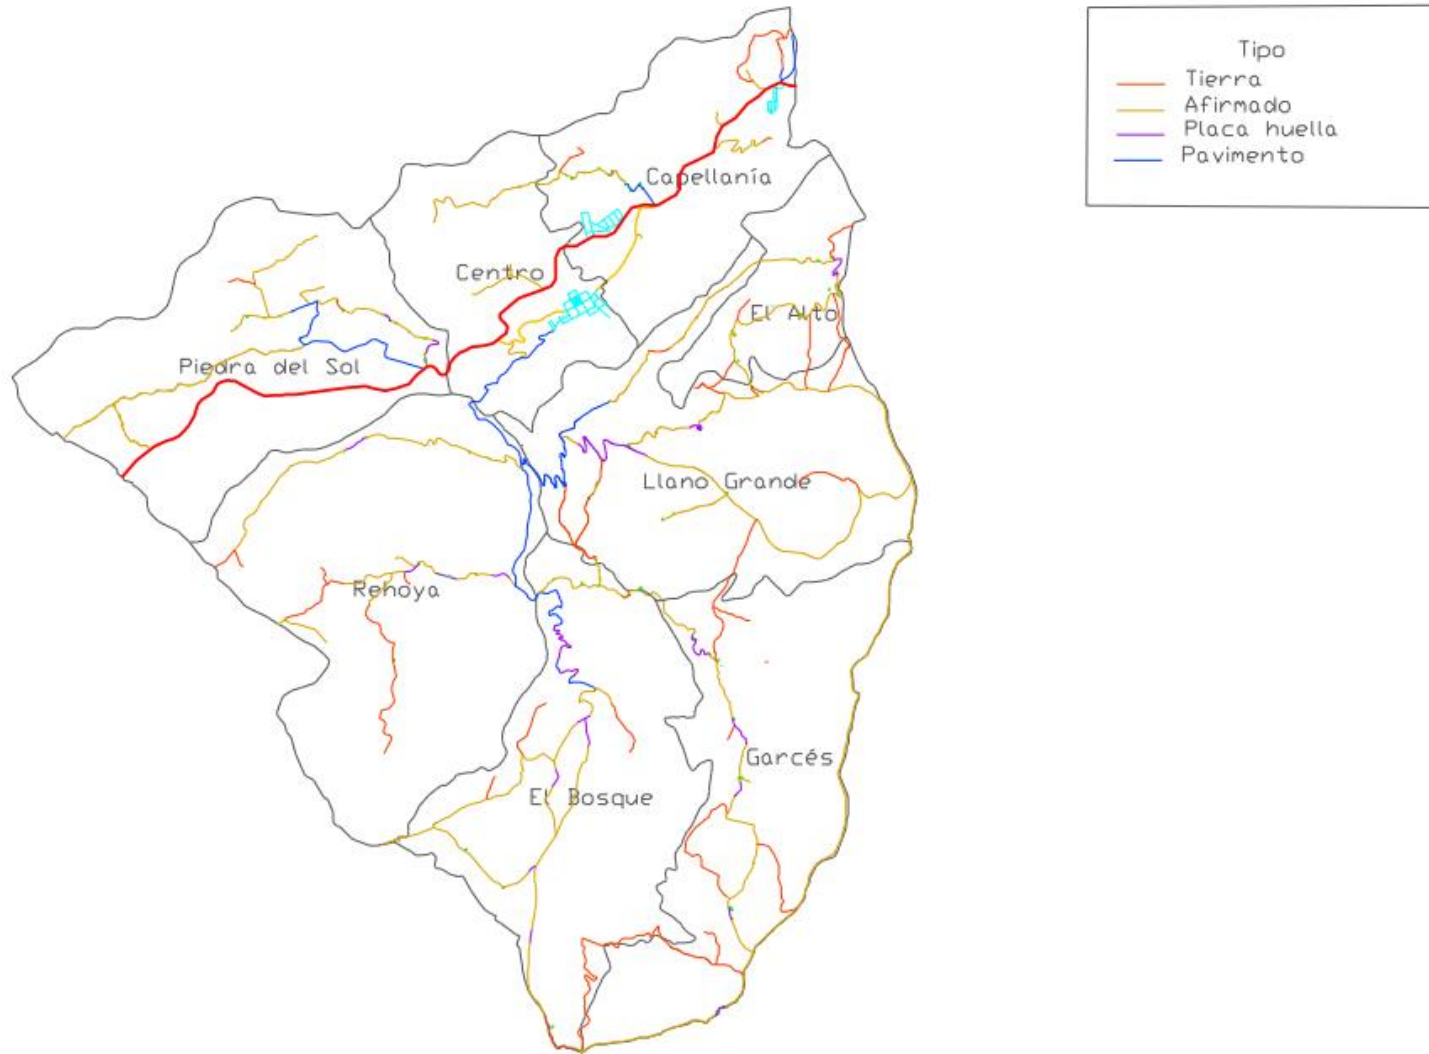 Tipo
Tierra
Afirmado
Placa huella
Pavimento
Capellanía
Centro
El Alto
Piedra del Sol
Llano Grande
Rehoya
Garcés
El Bosque